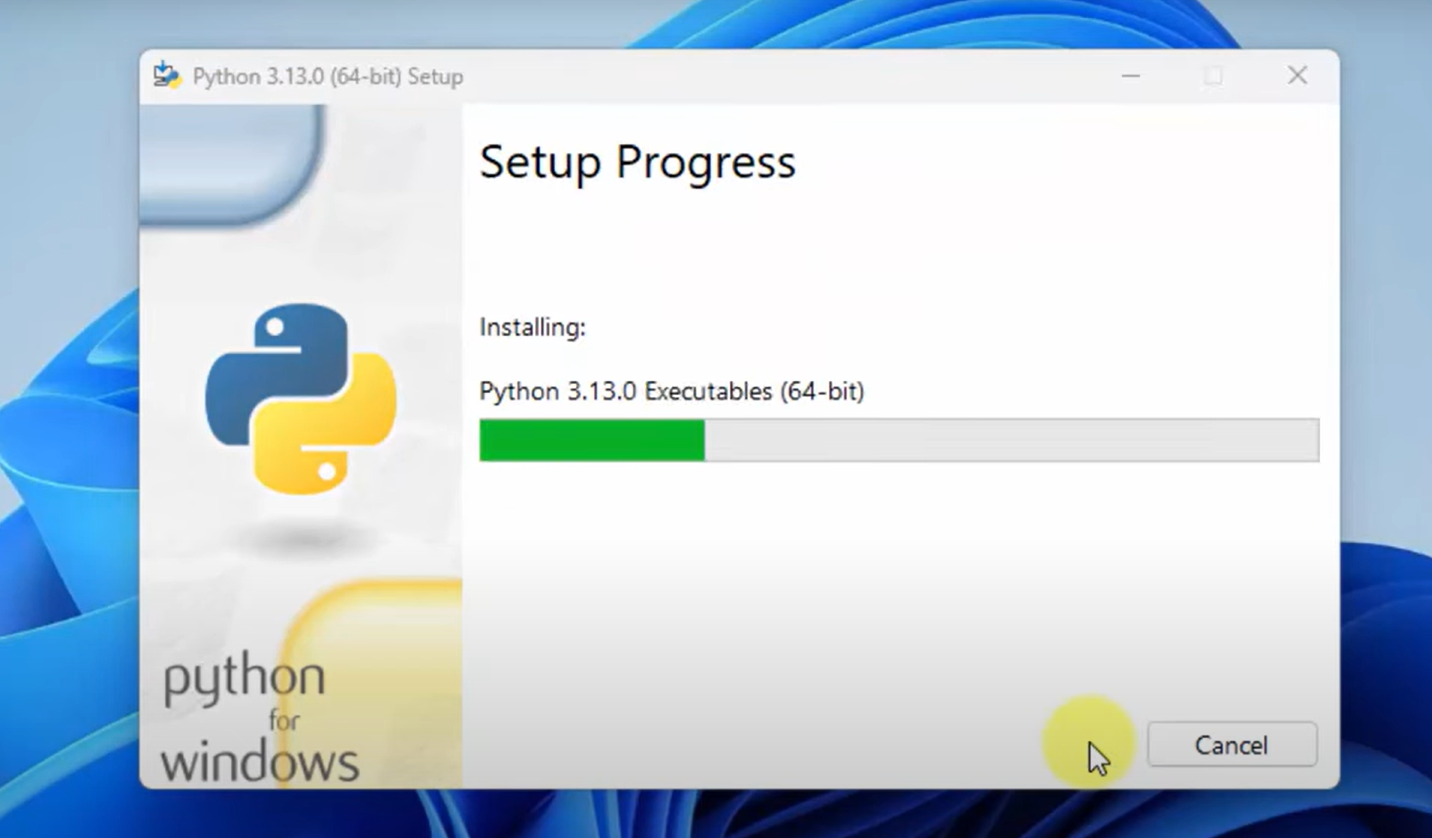 Python 3.13.0 (64-bit) Setup
Setup Progress
Installing:
Python 3.13.0 Executables (64-bit)
python
for
windows
Cancel